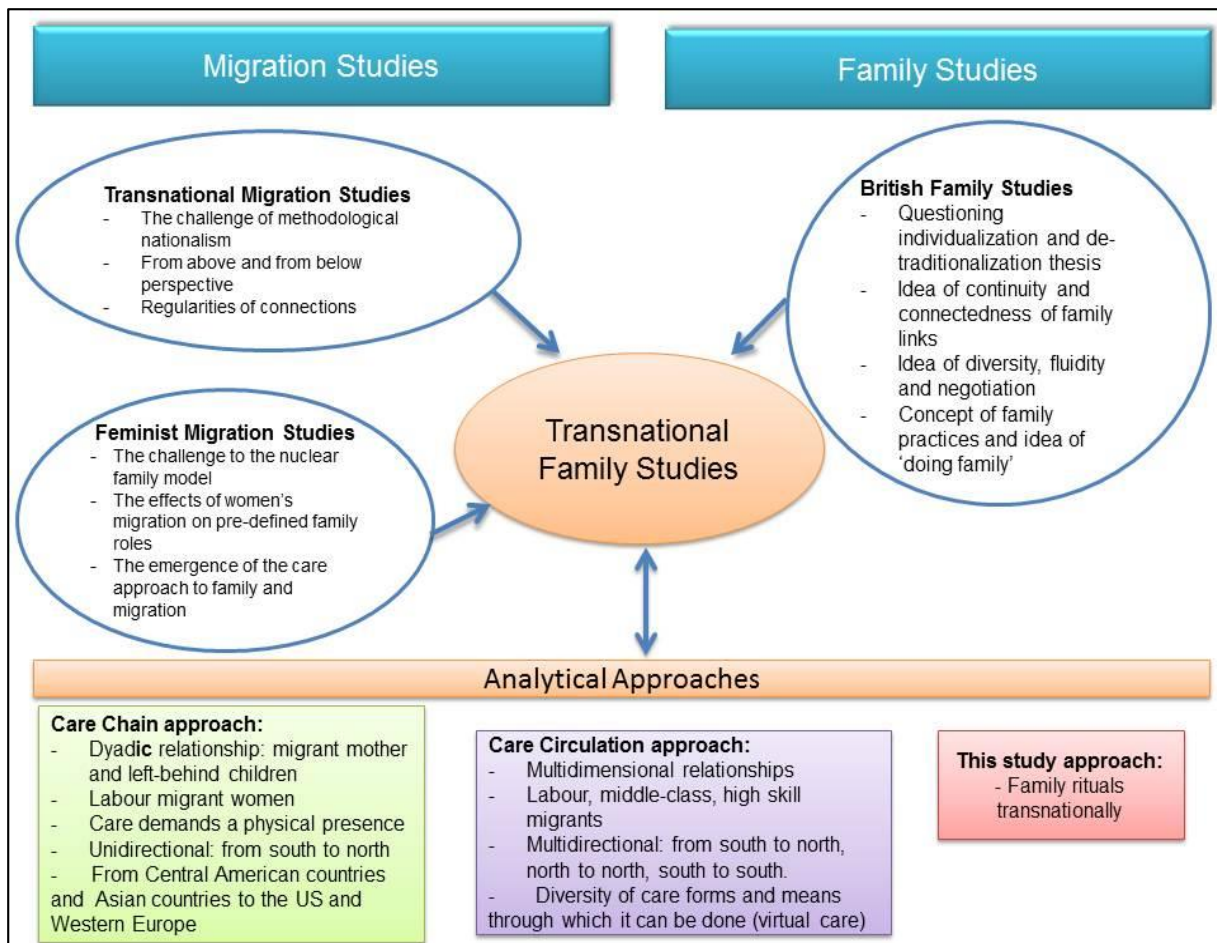 Migration Studies
Family Studies
Transnational Migration Studies
- The challenge of methodological
nationalism
- From above and from below
perspective
- Regularities of connections
British Family Studies
- Questioning
individualization and de-
traditionalization thesis
- Idea of continuity and
connectedness of family
links
- Idea of diversity, fluidity
and negotiation
- Concept of family
practices and idea of
‘doing family’
Feminist Migration Studies
- The challenge to the nuclear
family model
- The effects of women’s
migration on pre-defined family
roles
- The emergence of the care
approach to family and
migration
Transnational
Family Studies
Analytical Approaches
Care Chain approach:
- Dyadic relationship: migrant mother
and left-behind children
- Labour migrant women
- Care demands a physical presence
- Unidirectional: from south to north
- From Central American countries
and Asian countries to the US and
Western Europe
Care Circulation approach:
- Multidimensional relationships
- Labour, middle-class, high skill
migrants
- Multidirectional: from south to north,
north to north, south to south.
- Diversity of care forms and means
through which it can be done (virtual care)
This study approach:
- Family rituals
transnationally